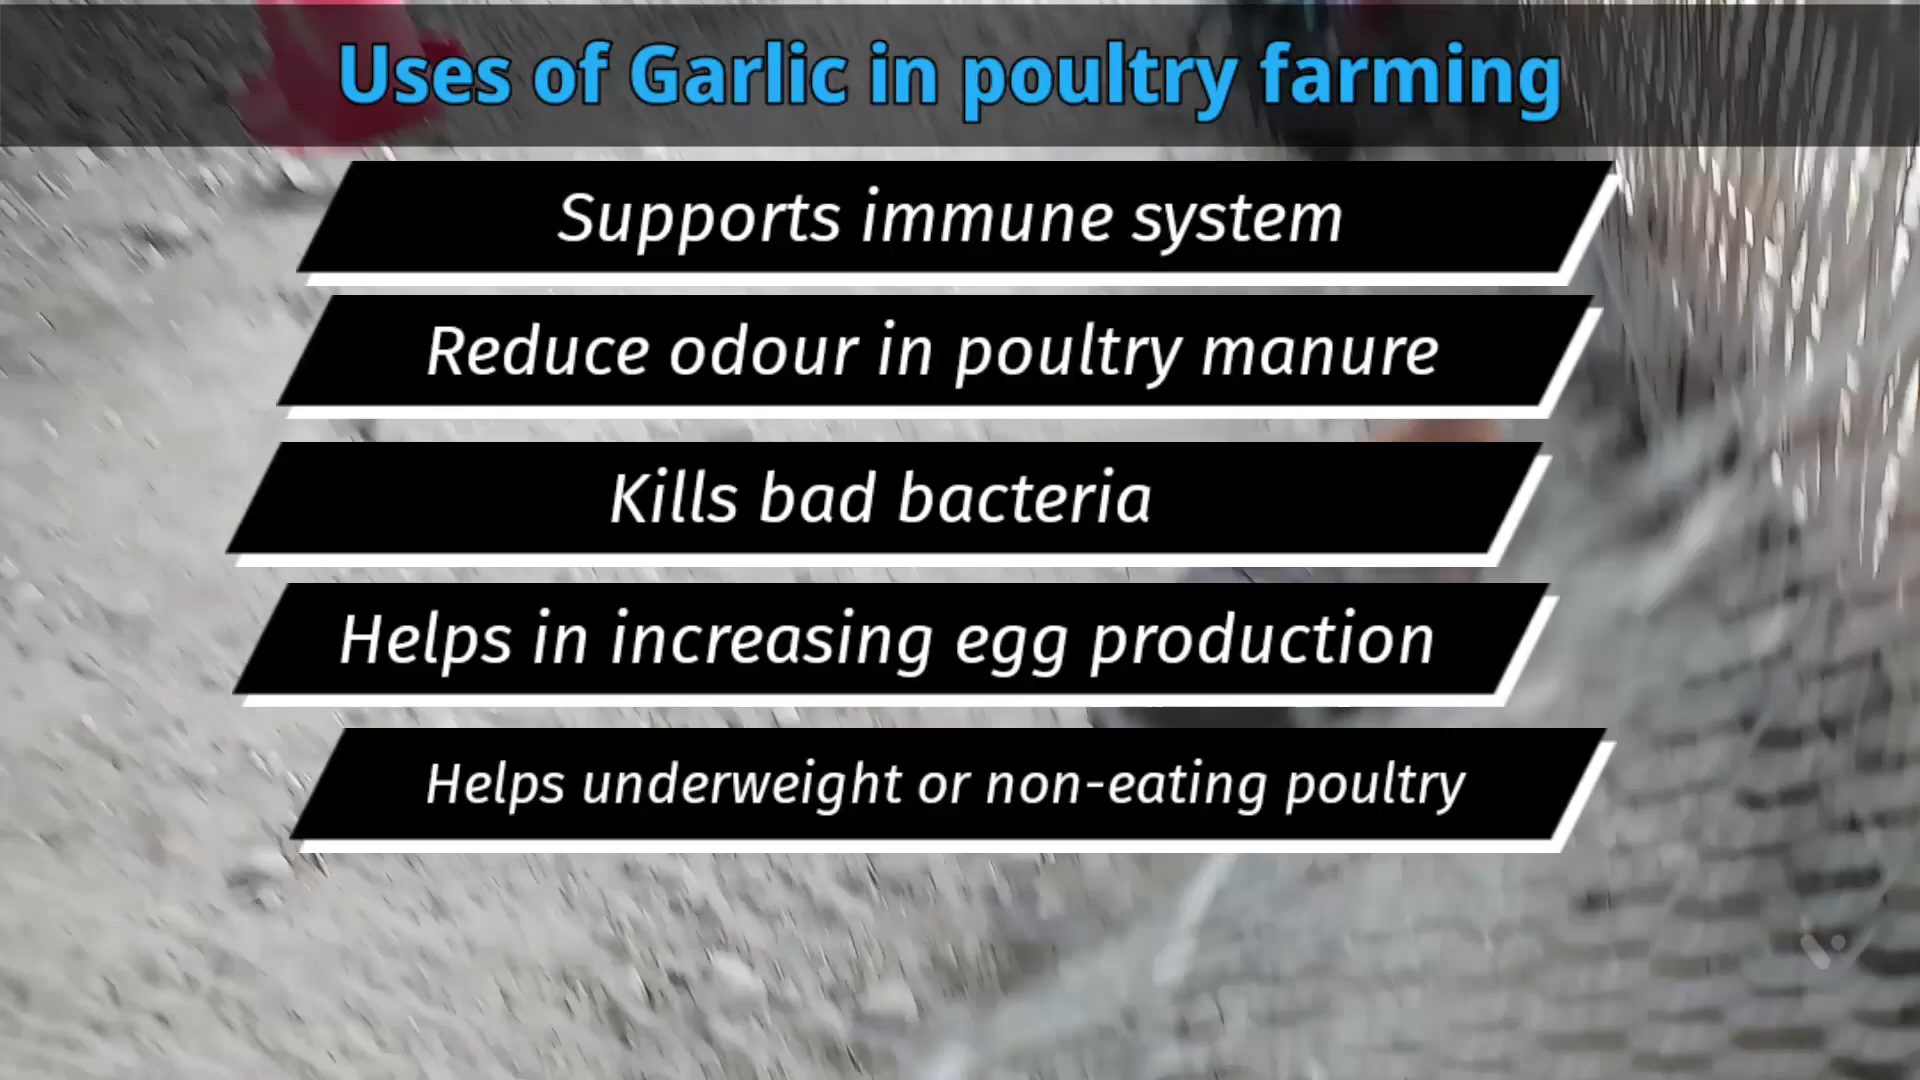 Uses of Garlic in poultry farming
Supports immune system
Reduce odour in poultry manure
Kills bad bacteria
Helps in increasing egg production
Helps underweight or non-eating poultry